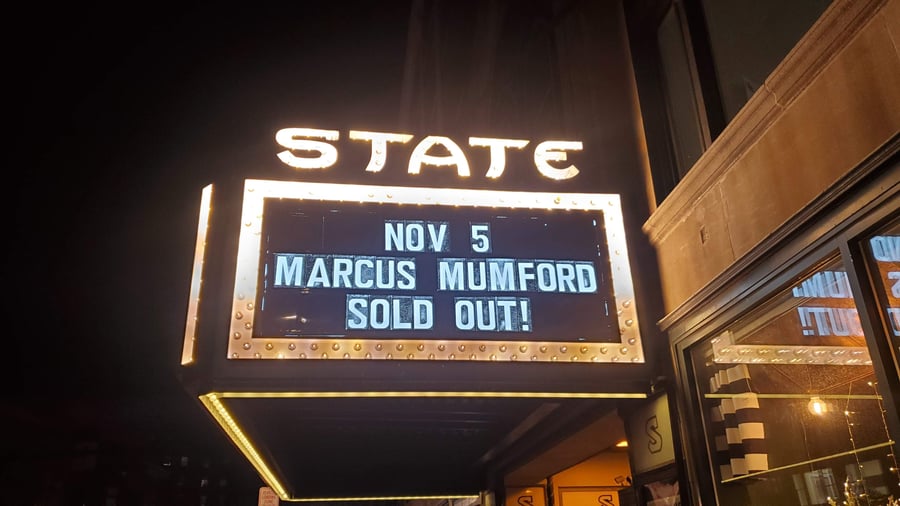 STATE
NOV 5
MARCUS MUMFORD
SOLD OUT!
S
S
S